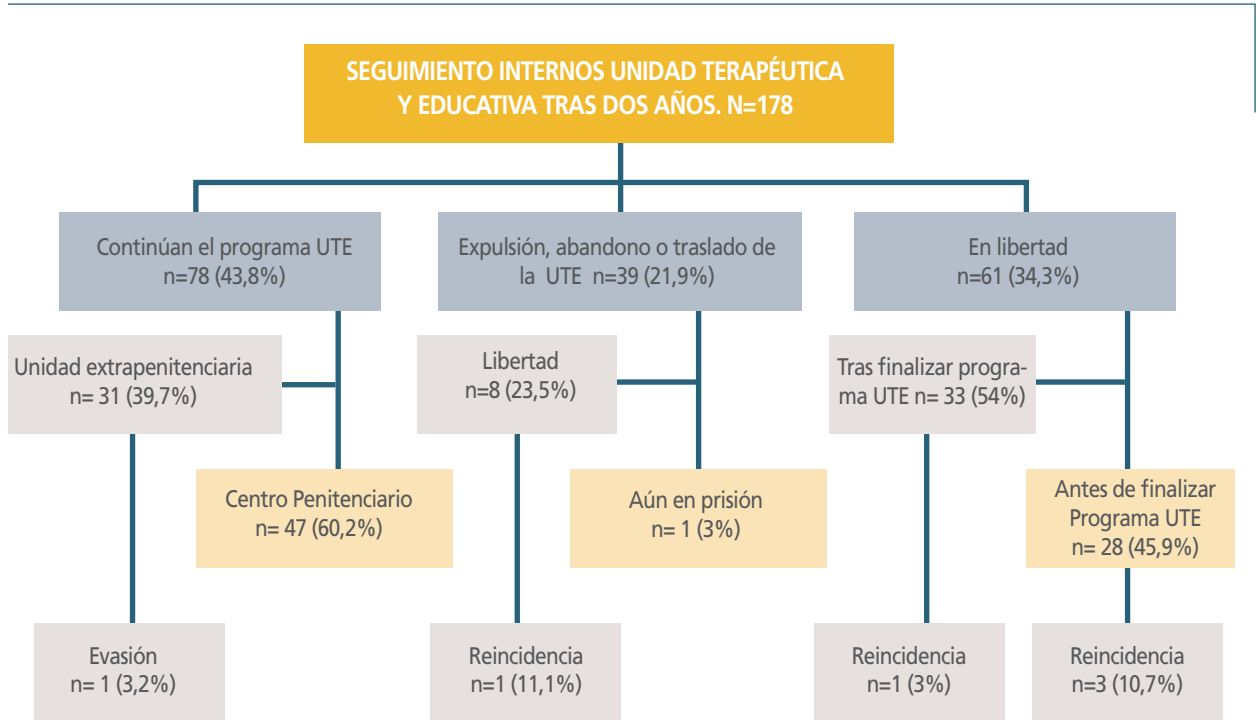 SEGUIMIENTO INTERNOS UNIDAD TERAPÉUTICA
Y EDUCATIVA TRAS DOS AÑOS. N=178
Continúan el programa UTE
n=78 (43,8%)
Expulsión, abandono o traslado de
la UTE n=39 (21,9%)
En libertad
n=61 (34,3%)
Unidad extrapenitenciaria
n= 31 (39,7%)
Libertad
n=8 (23,5%)
Tras finalizar progra-
ma UTE n= 33 (54%)
Centro Penitenciario
n= 47 (60,2%)
Aún en prisión
n= 1 (3%)
Antes de finalizar
Programa UTE
n= 28 (45,9%)
Evasión
n= 1 (3,2%)
Reincidencia
n=1 (11,1%)
Reincidencia
n=1 (3%)
Reincidencia
n=3 (10,7%)